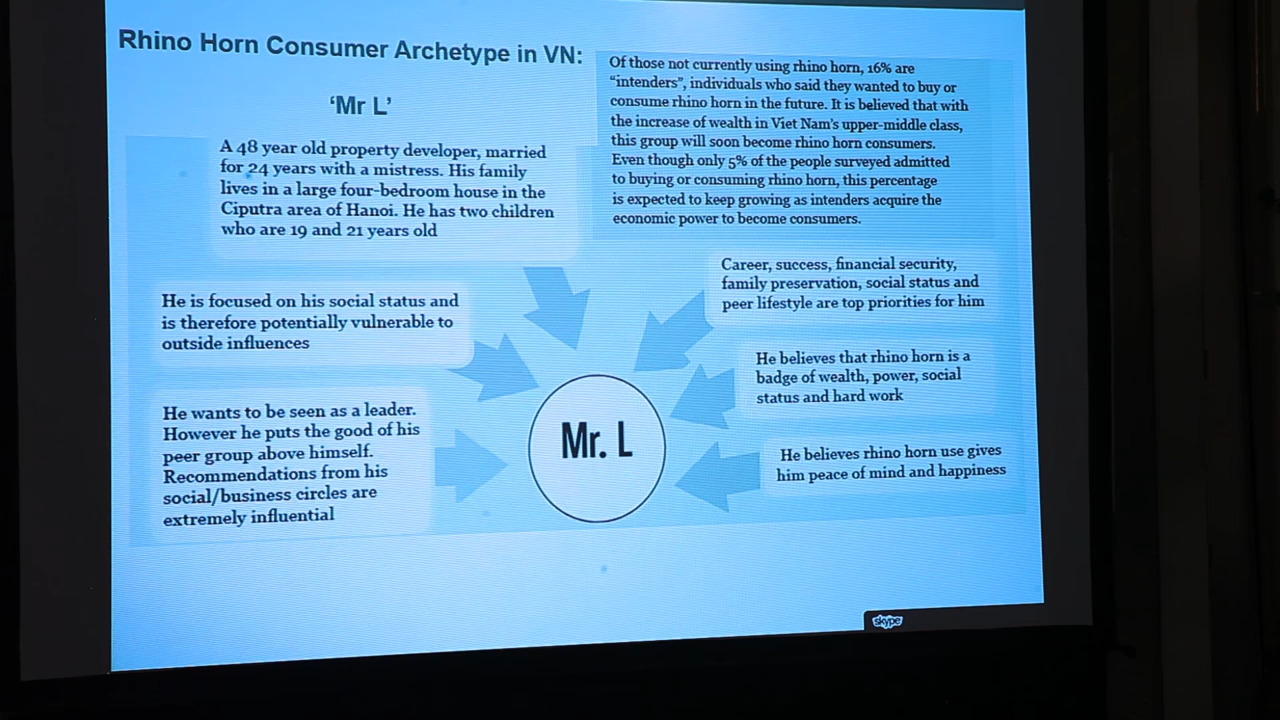 Rhino Horn Consumer Archetype in VN:
'Mr L'
A 48 year old property developer, married
for 24 years with a mistress. His family
lives in a large four-bedroom house in the
Ciputra area of Hanoi. He has two children
who are 19 and 21 years old
Of those not currently using rhino horn, 16% are
"intenders", individuals who said they wanted to buy or
consume rhino horn in the future. It is believed that with
the increase of wealth in Viet Nam's upper-middle class,
this group will soon become rhino horn consumers.
Even though only 5% of the people surveyed admitted
to buying or consuming rhino horn, this percentage
is expected to keep growing as intenders acquire the
economic power to become consumers.
He is focused on his social status and
is therefore potentially vulnerable to
outside influences
He wants to be seen as a leader.
However he puts the good of his
peer group above himself.
Recommendations from his
social/business circles are
extremely influential
Career, success, financial security,
family preservation, social status and
peer lifestyle are top priorities for him
He believes that rhino horn is a
badge of wealth, power, social
status and hard work
He believes rhino horn use gives
him peace of mind and happiness
Mr. L
skype